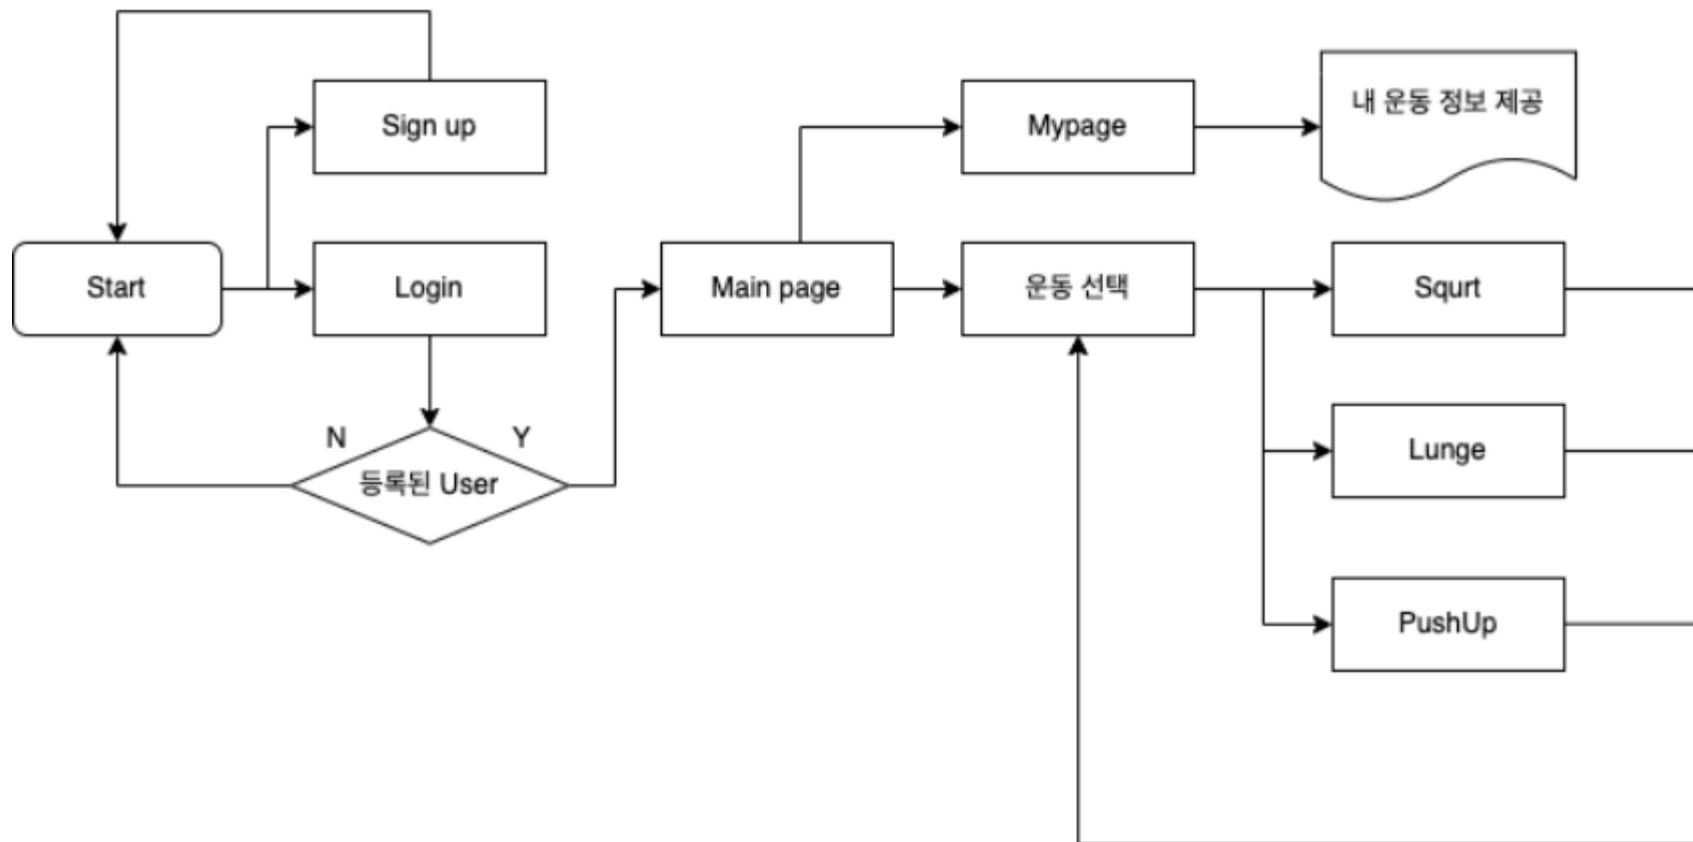 Sign up
Mypage
내 운동 정보 제공
Start
Login
Main page
운동 선택
Squrt
N
Y
등록된 User
Lunge
PushUp